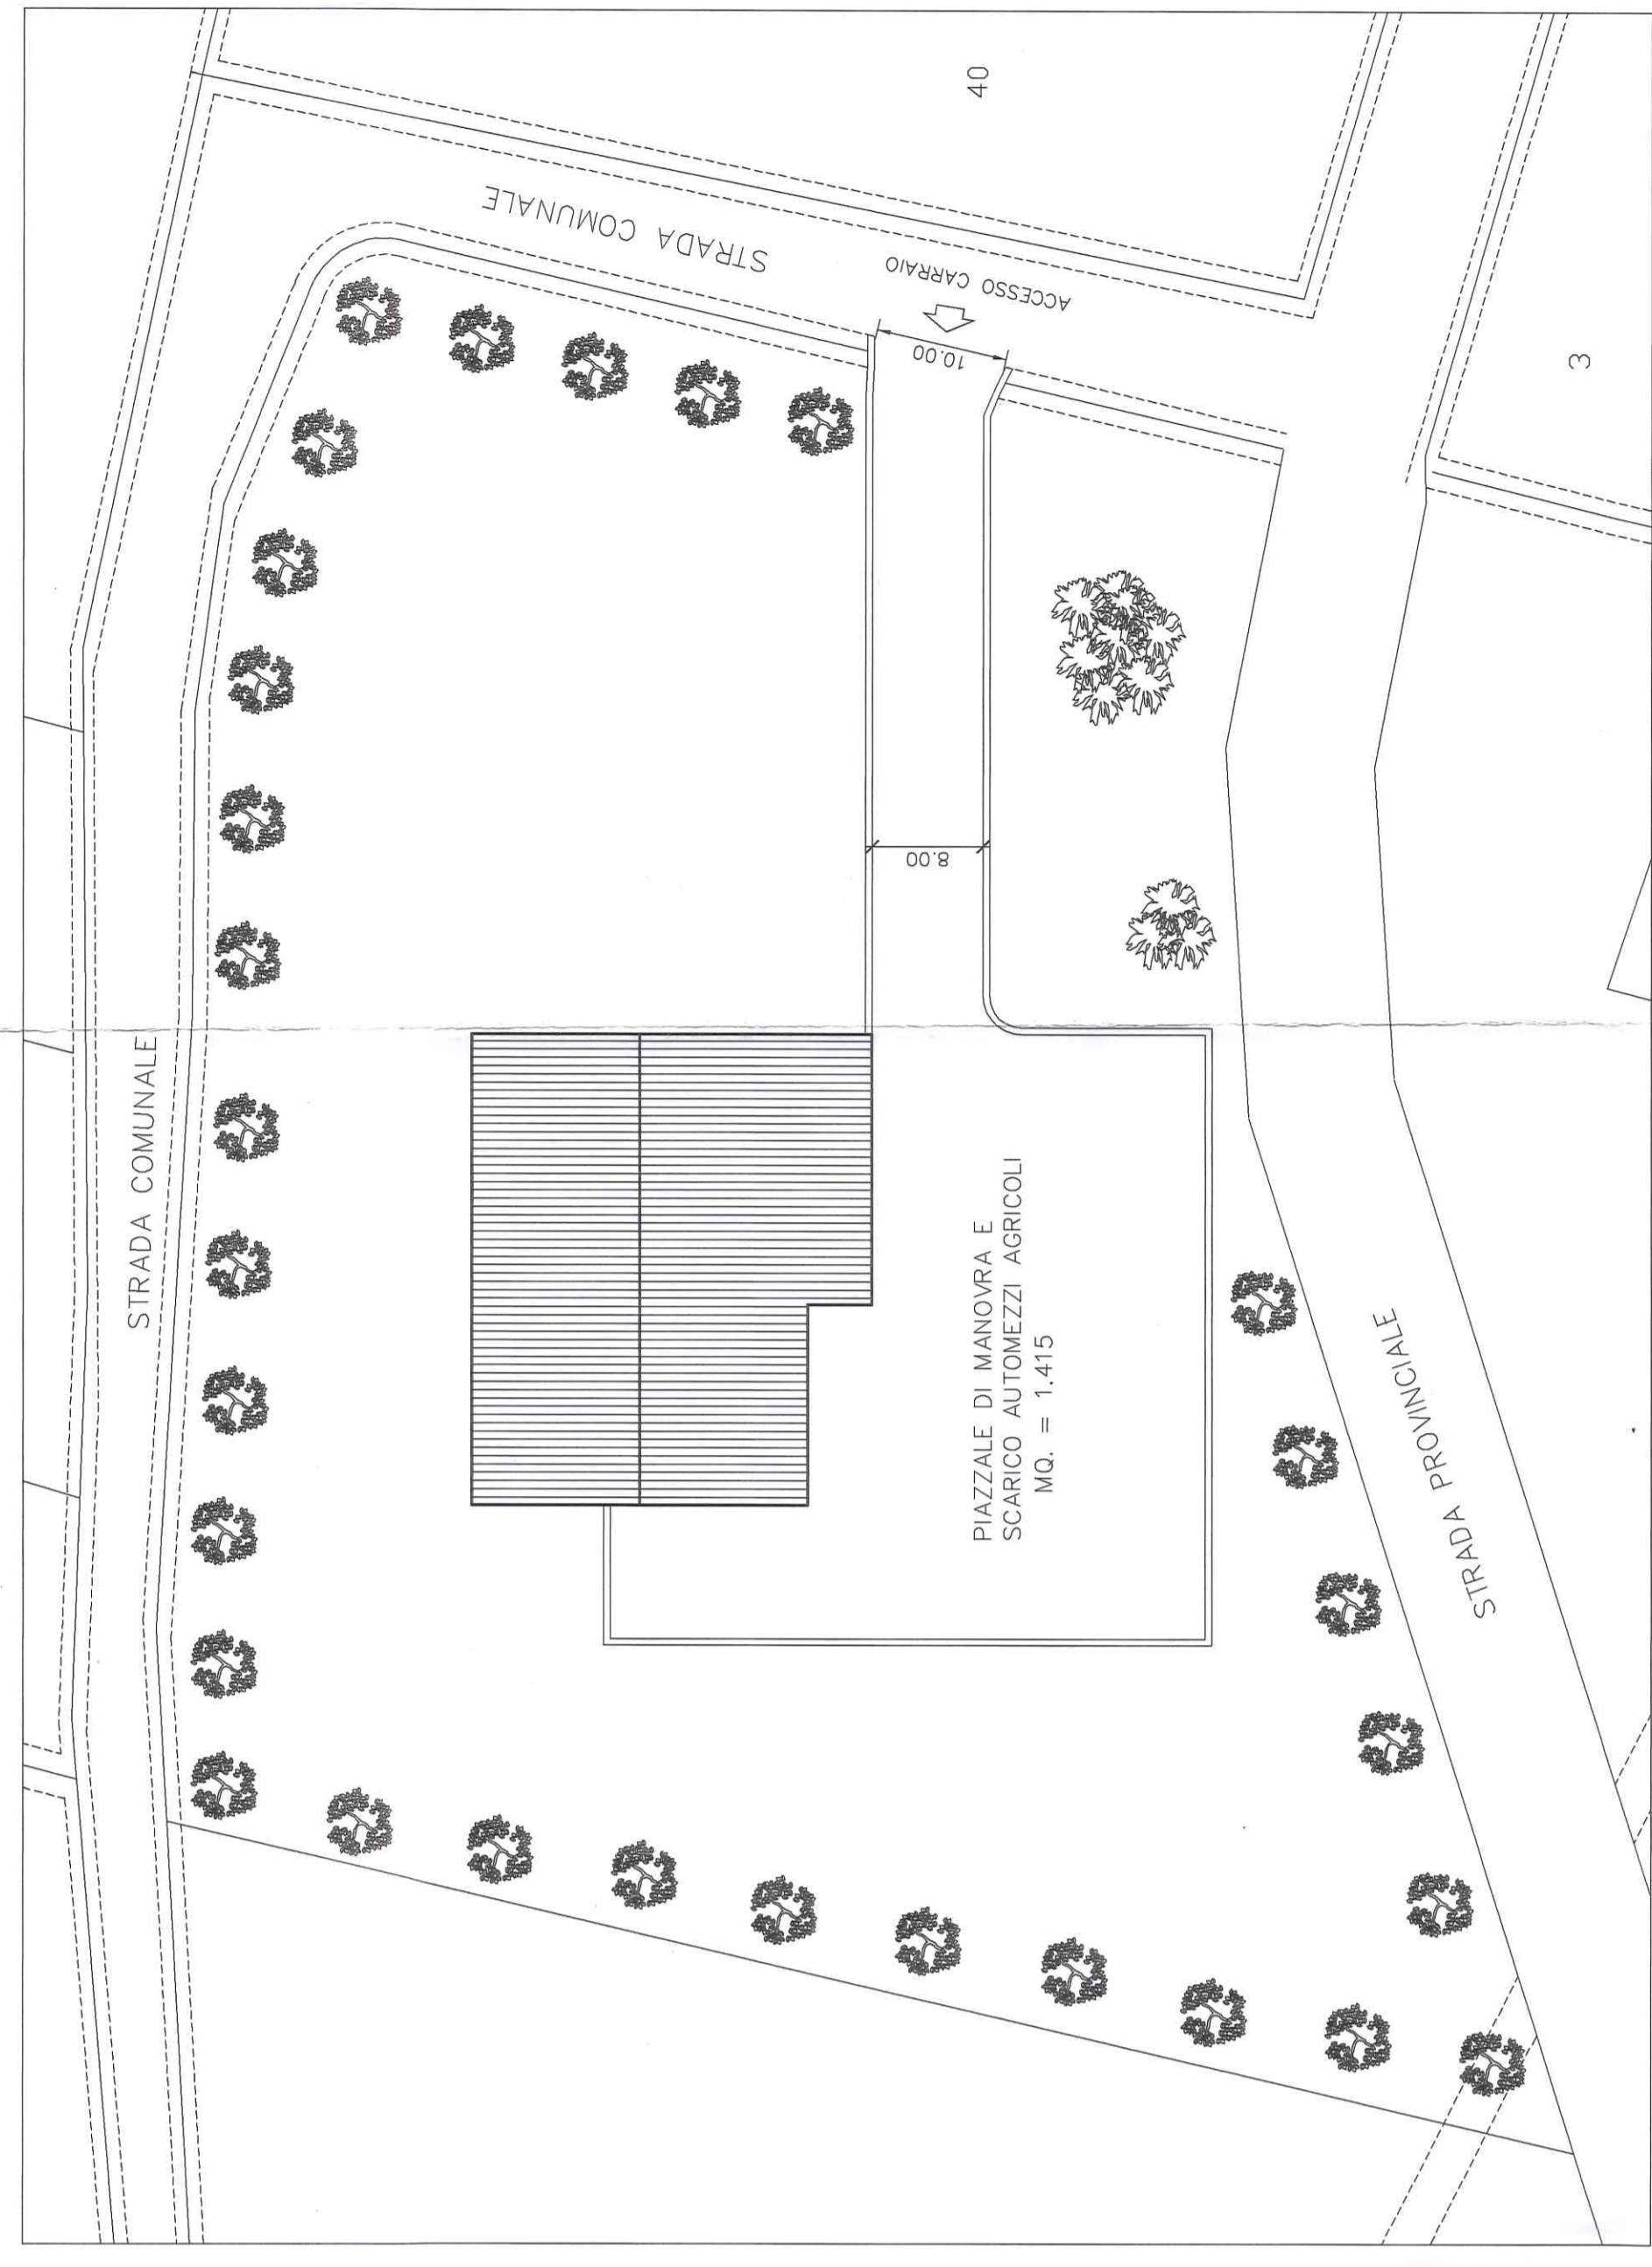 40
STRADA COMUNALE
ACCESSO CARRAIO
10.00
3
8.00
STRADA COMUNALE
PIAZZALE DI MANOVRA E
SCARICO AUTOMEZZI AGRICOLI
MQ. = 1.415
STRADA PROVINCIALE